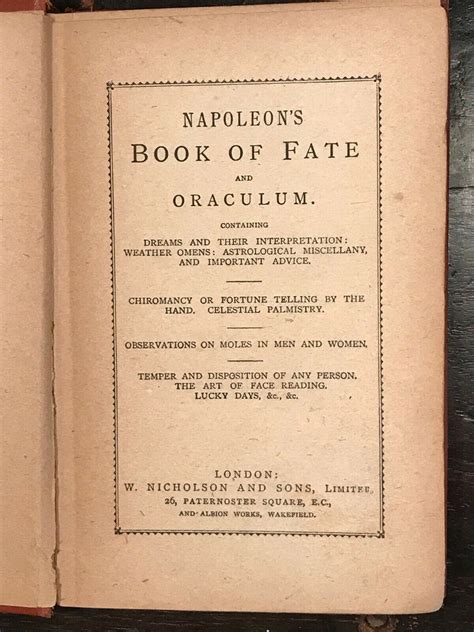 NAPOLEON'S
BOOK OF FATE
AND
ORACULUM.
CONTAINING
DREAMS AND THEIR INTERPRETATION:
WEATHER OMENS: ASTROLOGICAL MISCELLANY,
AND IMPORTANT ADVICE.
CHIROMANCY OR FORTUNE TELLING BY THE
HAND. CELESTIAL PALMISTRY.
OBSERVATIONS ON MOLES IN MEN AND WOMEN.
TEMPER AND DISPOSITION OF ANY PERSON.
THE ART OF FACE READING.
LUCKY DAYS, &c., &c.
LONDON:
W. NICHOLSON AND SONS, LIMITED,
26, PATERNOSTER SQUARE, E.C.,
AND ALBION WORKS, WAKEFIELD.